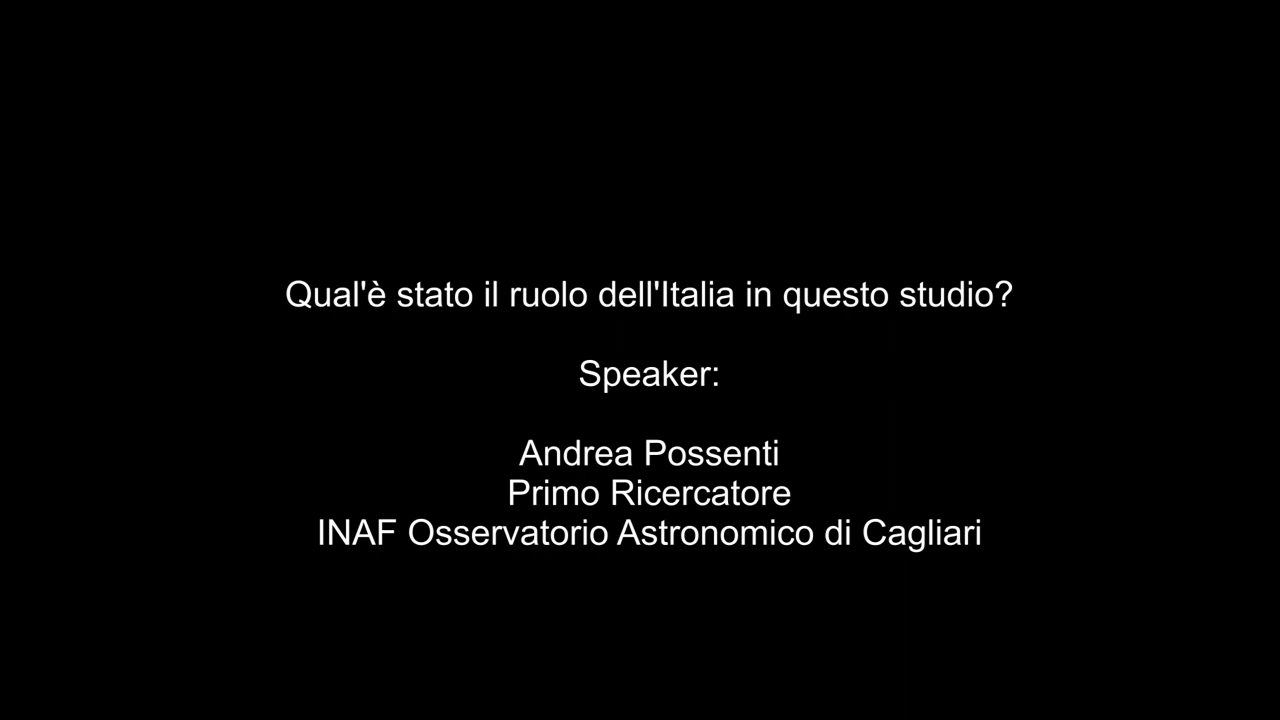 Qual'è stato il ruolo dell'Italia in questo studio?
Speaker:
Andrea Possenti
Primo Ricercatore
INAF Osservatorio Astronomico di Cagliari